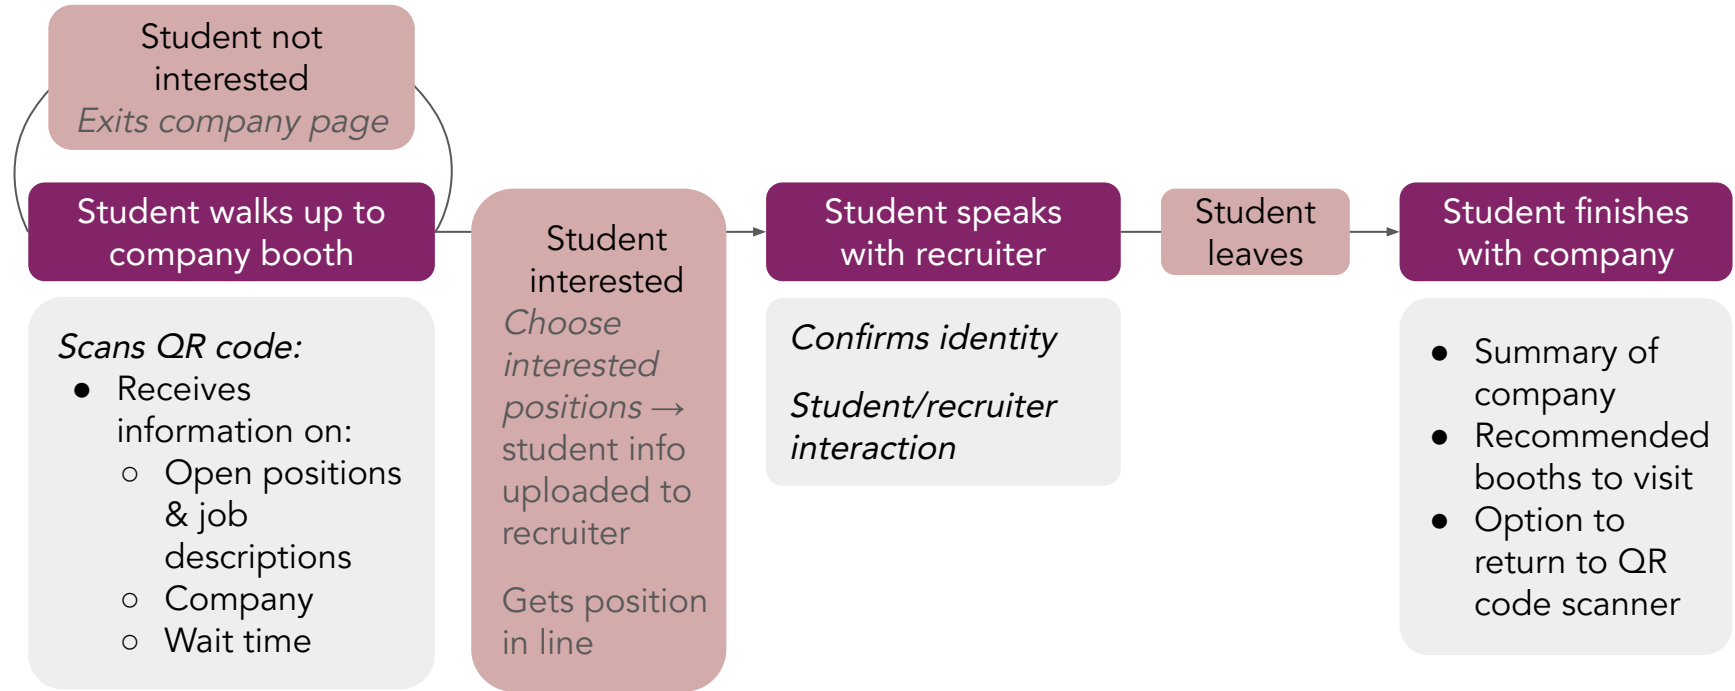 Student not
interested
Exits company page
Student walks up to
company booth
Scans QR code:
● Receives
information on:
○ Open positions
& job
descriptions
○ Company
○ Wait time
Student
interested
Choose
interested
positions →
student info
uploaded to
recruiter
Gets position
in line
Student speaks
with recruiter
Confirms identity
Student/recruiter
interaction
Student
leaves
Student finishes
with company
● Summary of
company
● Recommended
booths to visit
● Option to
return to QR
code scanner